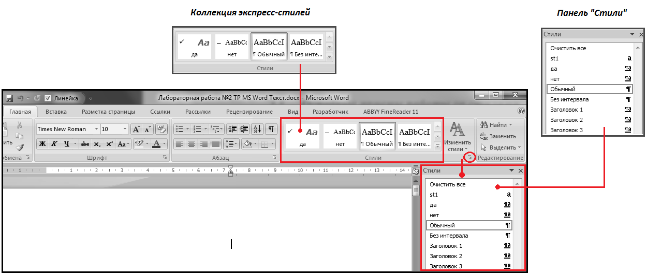 Коллекция экспресс-стилей
Панель "Стили"
Aa AaBbCc AaBbCcI AaBbCcI
да нет ¶ Обычный ¶ Без инте...
Стили
Стили
Очистить все
st1 a
да
нет
Обычный ¶
Без интервала ¶
Заголовок 1
Заголовок 2
Заголовок 3
Линейка
Лабораторная работа №2 ТР MS Word Текст.docx - Microsoft Word
Главная Вставка Разметка страницы Ссылки Рассылки Рецензирование Вид Разработчик ABBYY FineReader 11
Times New Roman 10
Aa AaBbCc AaBbCcI AaBbCcI
да нет ¶ Обычный ¶ Без инте...
Изменить стили
Найти
Заменить
Выделить
Шрифт Абзац Стили Редактирование
Стили
Очистить все
st1 a
да
нет
Обычный ¶
Без интервала ¶
Заголовок 1
Заголовок 2
Заголовок 3